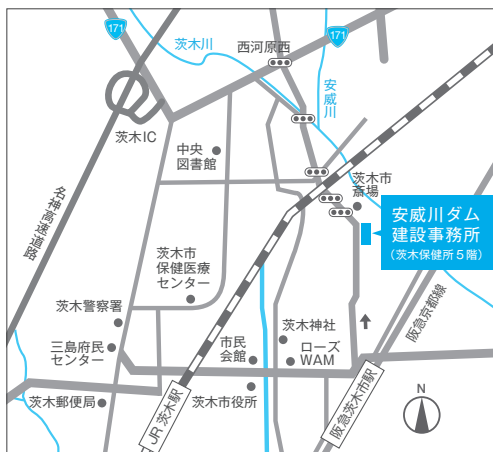 171
茨木川
西河原西
171
安威川
茨木IC
中央
図書館
名神高速道路
茨木市
斎場
安威川ダム
建設事務所
(茨木保健所5階)
茨木市
保健医療
センター
茨木警察署
三島府民
センター
市民
会館
茨木神社
ローズ
WAM
阪急京都線
茨木郵便局
JR茨木駅
茨木市役所
阪急茨木市駅
N